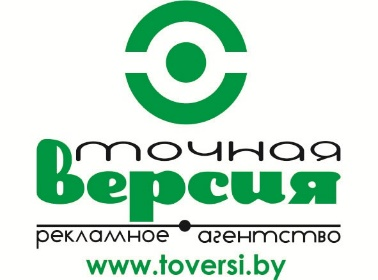 точная
версия
рекламное агентство
www.toversi.by